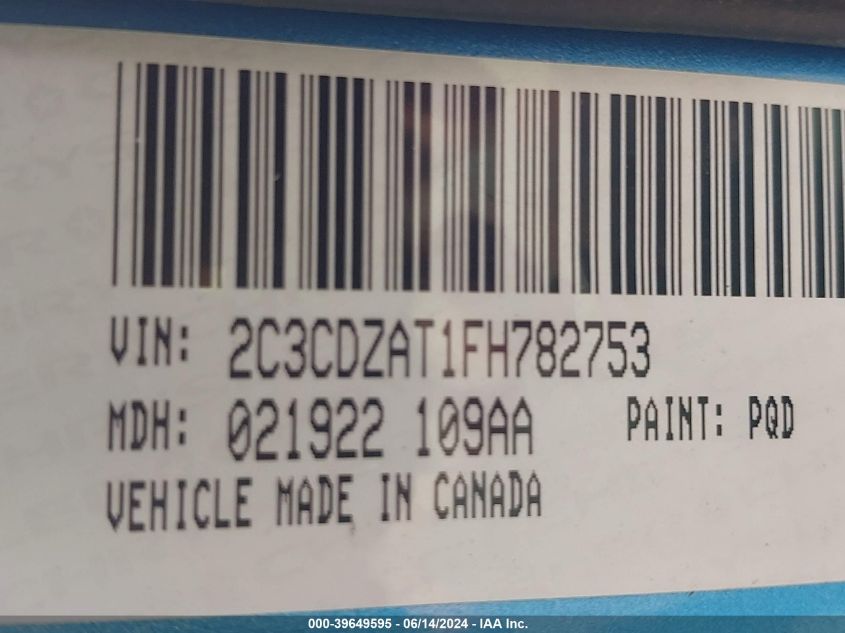 VIN: 2C3CDZAT1FH782753
MDH: 021922 109AA PAINT: PQD
VEHICLE MADE IN CANADA
000-39649595 - 06/14/2024 - IAA Inc.